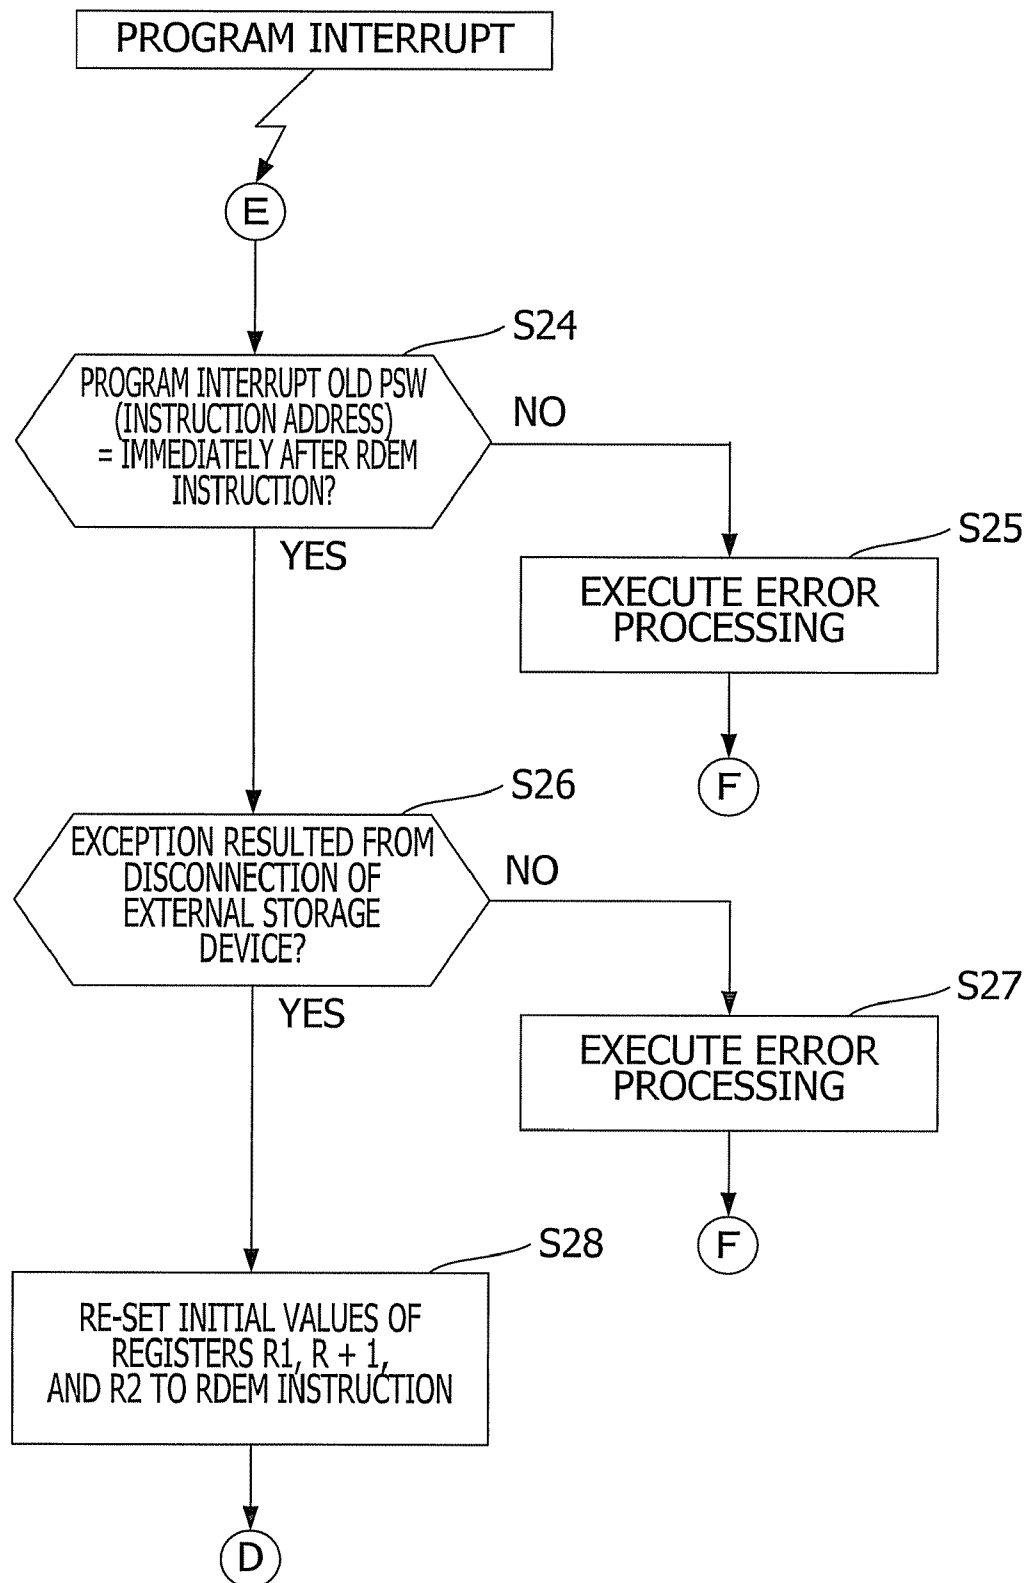 PROGRAM INTERRUPT
E
S24
PROGRAM INTERRUPT OLD PSW
(INSTRUCTION ADDRESS)
= IMMEDIATELY AFTER RDEM
INSTRUCTION?
NO
YES
S25
EXECUTE ERROR
PROCESSING
F
S26
EXCEPTION RESULTED FROM
DISCONNECTION OF
EXTERNAL STORAGE
DEVICE?
NO
YES
S27
EXECUTE ERROR
PROCESSING
F
S28
RE-SET INITIAL VALUES OF
REGISTERS R1, R + 1,
AND R2 TO RDEM INSTRUCTION
D